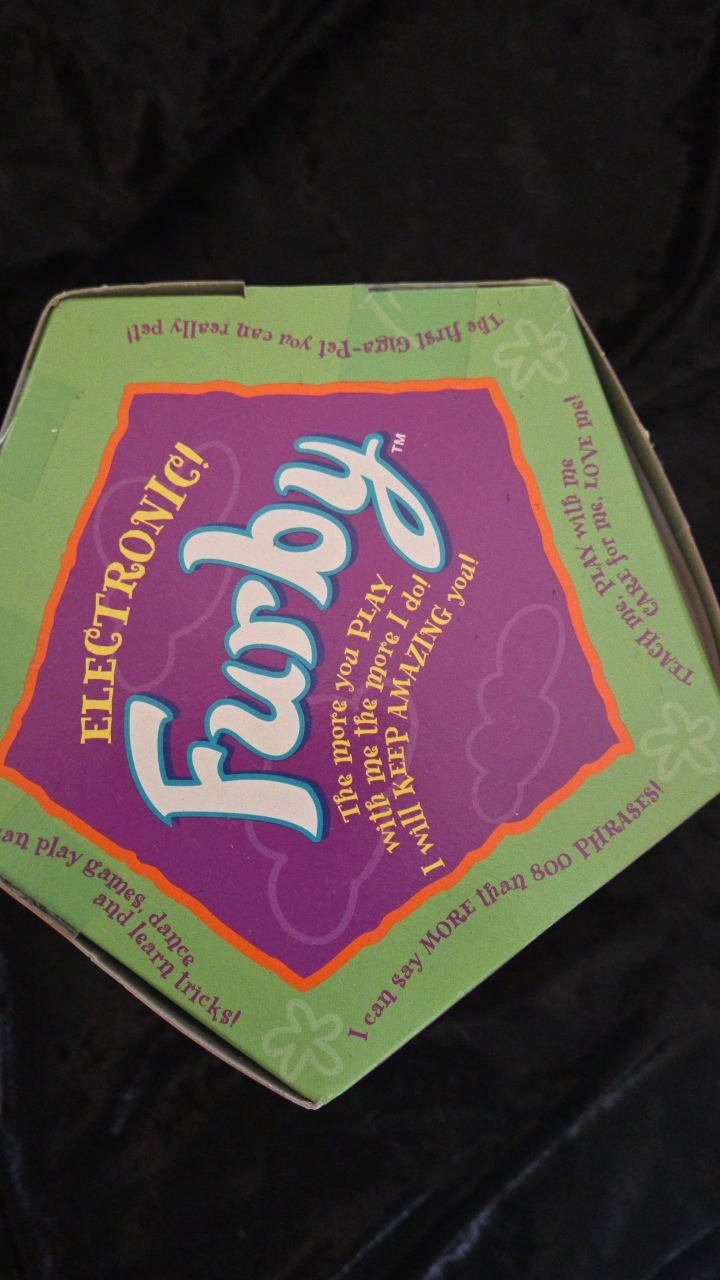 ELECTRONIC!
Furby™
The more you PLAY
with me the more I do!
I will KEEP AMAZING you!
The first Giga-Pet you can really pet!
TEACH me, PLAY with me
CARE for me, LOVE me!
I can say MORE than 800 PHRASES!
an play games, dance
and learn tricks!